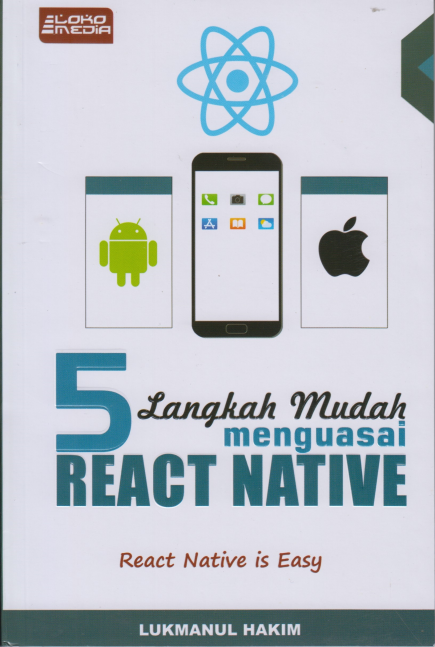 LOKO
MEDIA
5 Langkah Mudah
menguasai
REACT NATIVE
React Native is Easy
LUKMANUL HAKIM